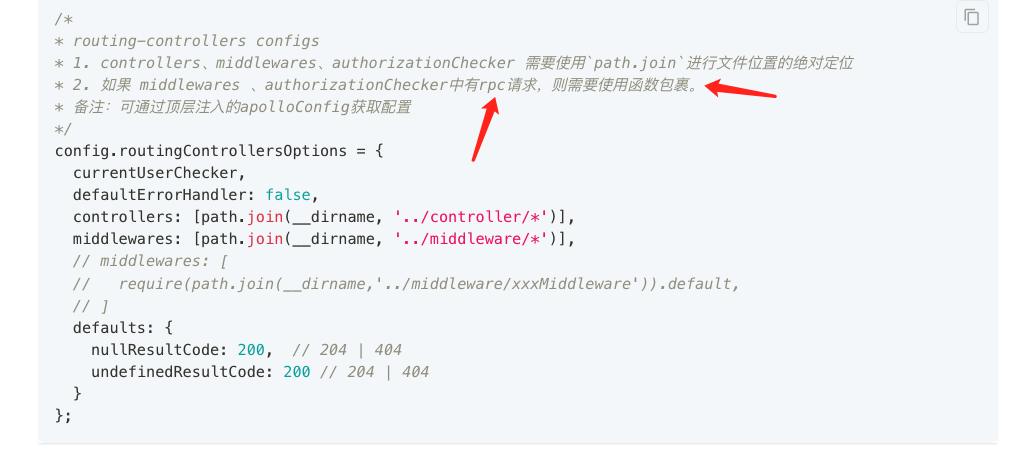 /*
* routing-controllers configs
* 1. controllers、middlewares、authorizationChecker 需要使用`path.join`进行文件位置的绝对定位
* 2. 如果 middlewares 、authorizationChecker中有rpc请求，则需要使用函数包裹。
* 备注：可通过顶层注入的apolloConfig获取配置
*/
config.routingControllersOptions = {
  currentUserChecker,
  defaultErrorHandler: false,
  controllers: [path.join(__dirname, '../controller/*')],
  middlewares: [path.join(__dirname, '../middleware/*')],
  // middlewares: [
  //   require(path.join(__dirname,'../middleware/xxxMiddleware')).default,
  // ]
  defaults: {
    nullResultCode: 200,  // 204 | 404
    undefinedResultCode: 200 // 204 | 404
  }
};